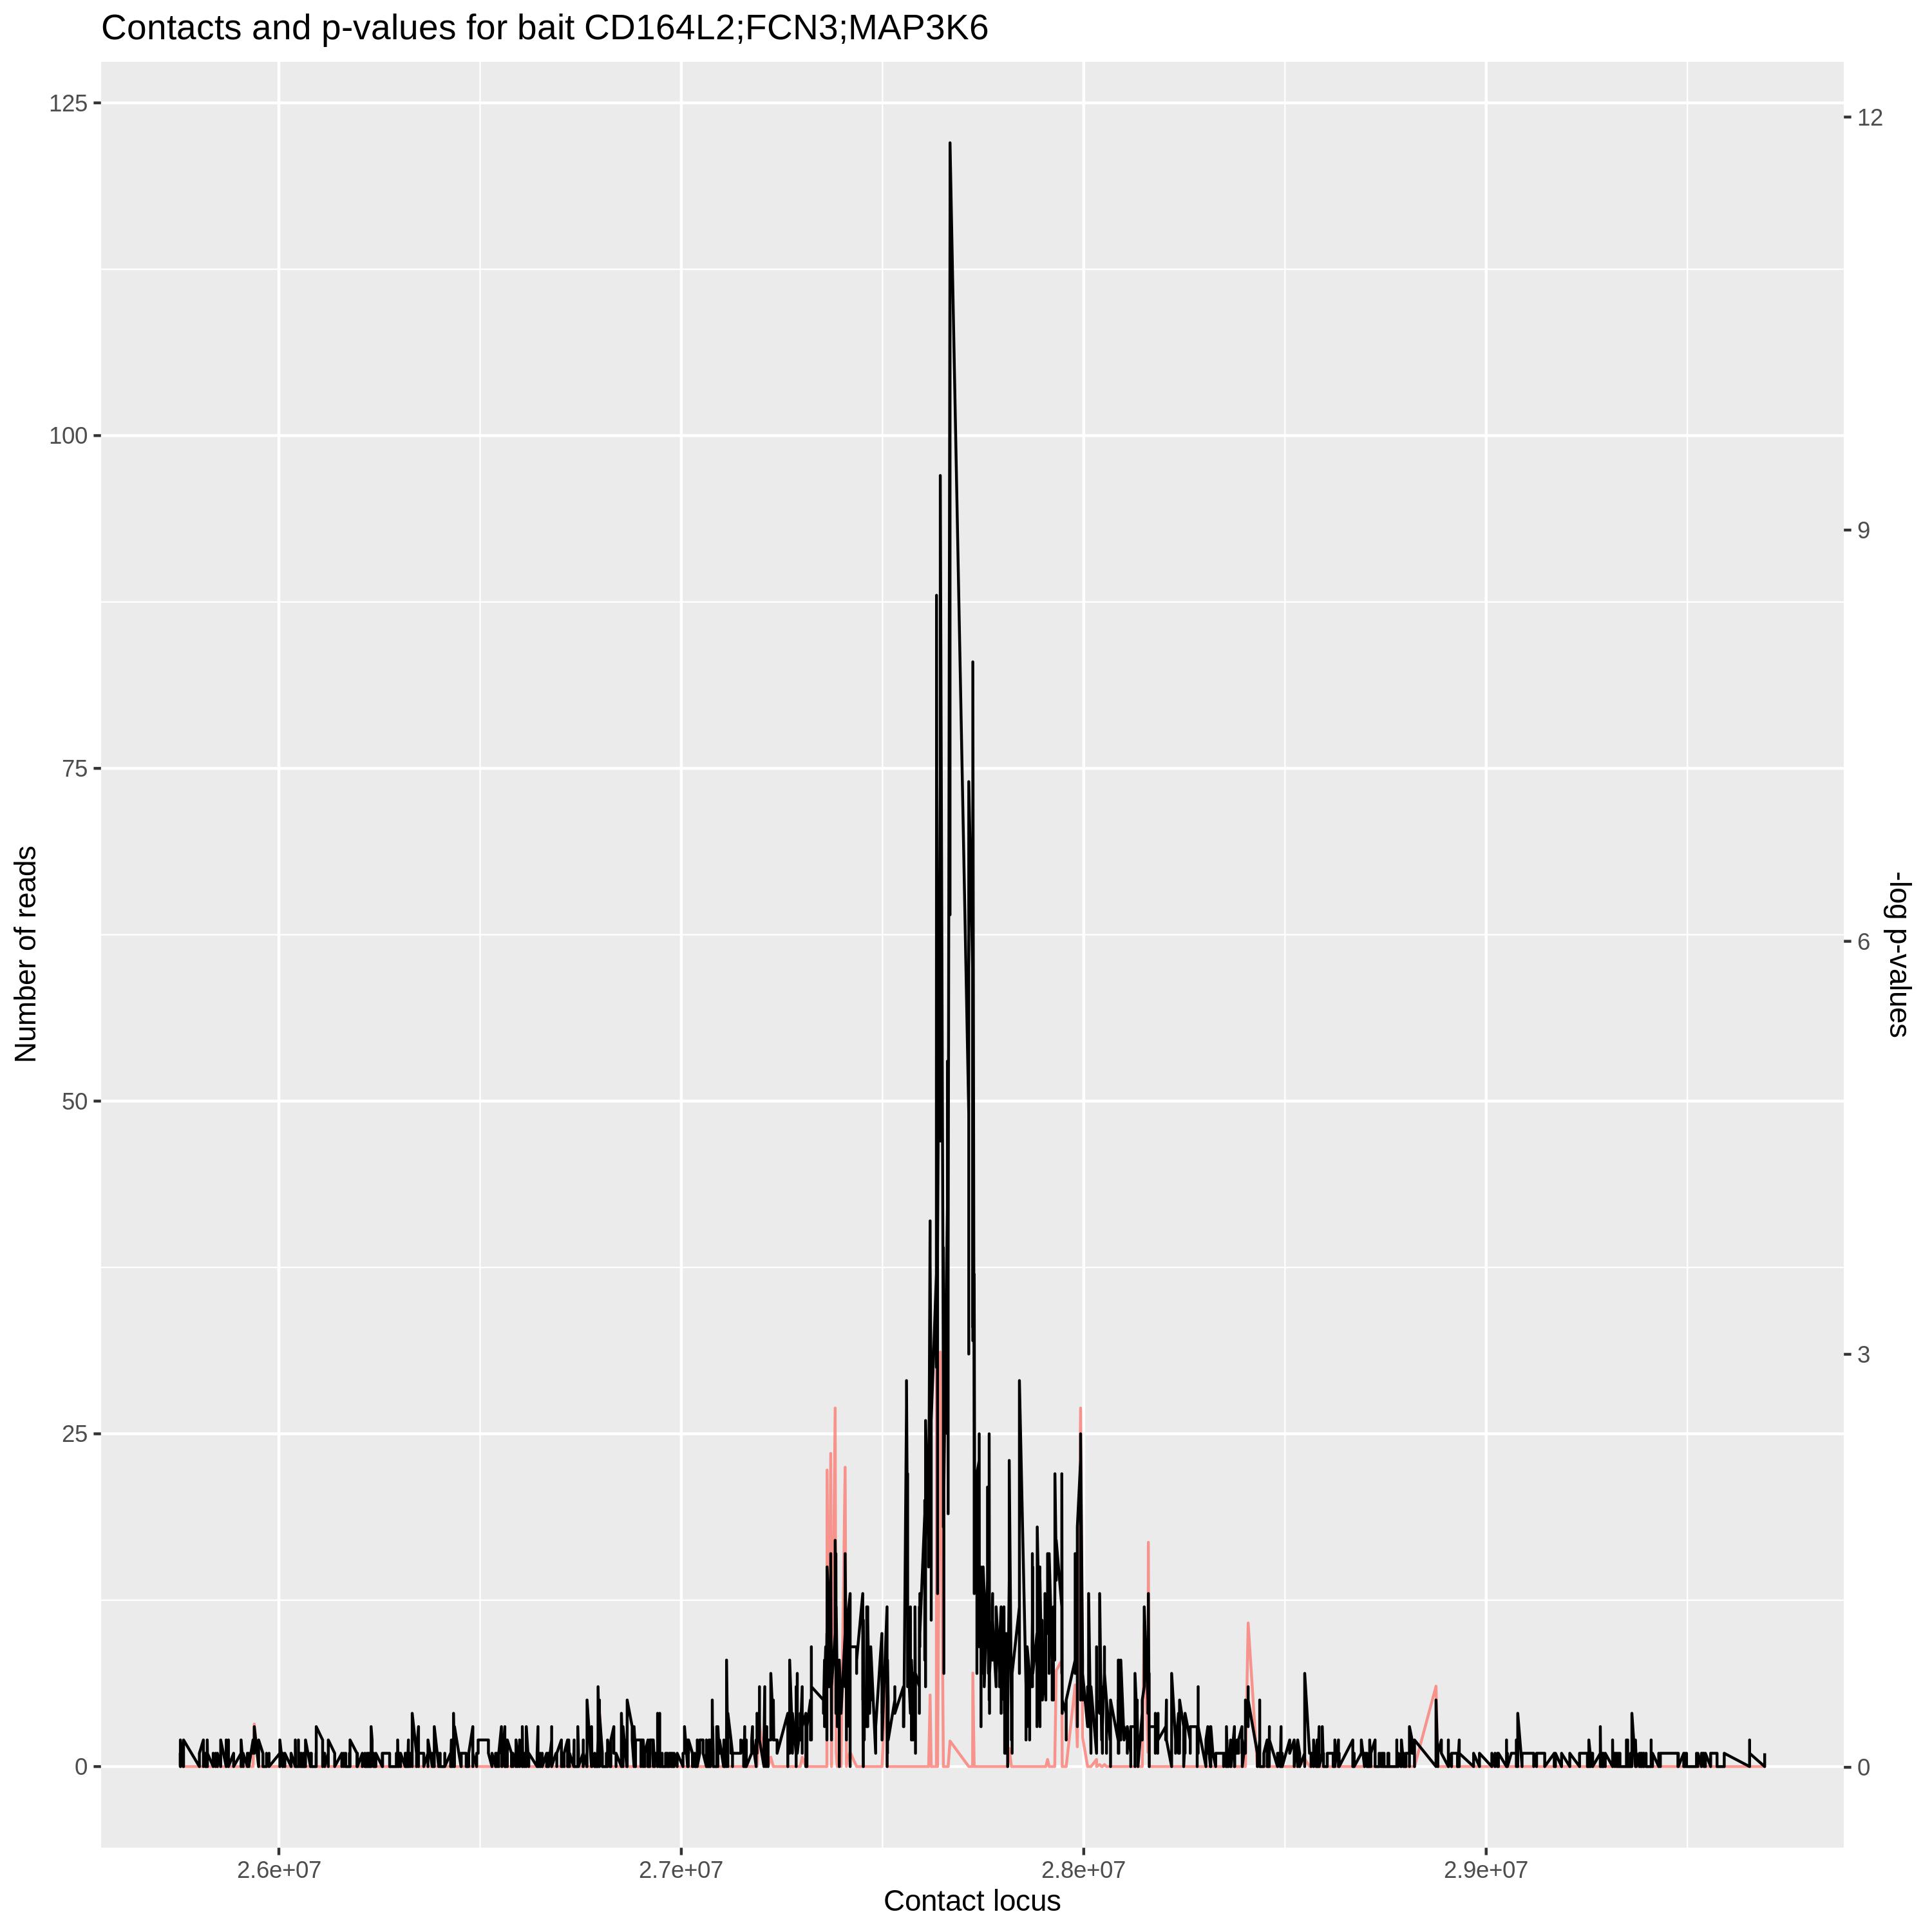 Contacts and p-values for bait CD164L2;FCN3;MAP3K6
125
100
75
50
25
0
Number of reads
12
9
6
3
0
-log p-values
2.6e+07
2.7e+07
2.8e+07
2.9e+07
Contact locus